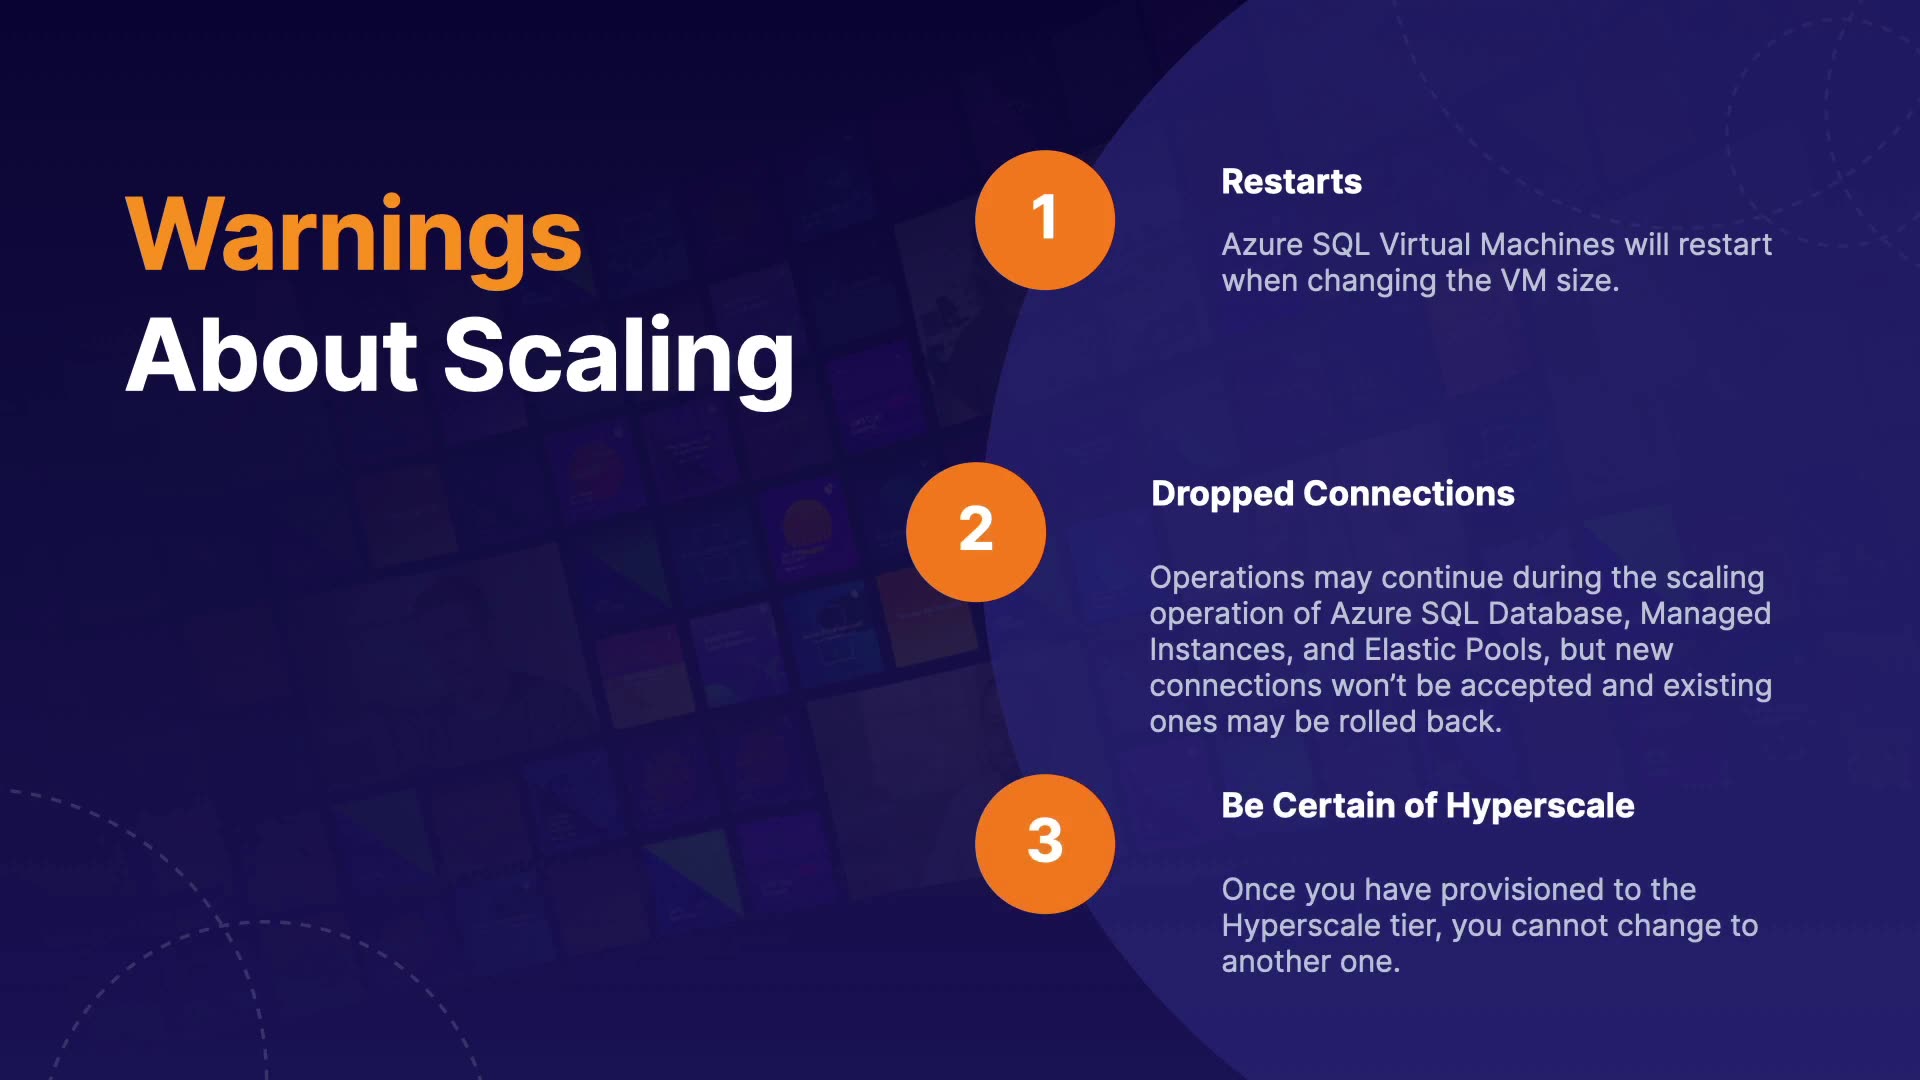 Warnings
About Scaling
1
Restarts
Azure SQL Virtual Machines will restart
when changing the VM size.
2
Dropped Connections
Operations may continue during the scaling
operation of Azure SQL Database, Managed
Instances, and Elastic Pools, but new
connections won’t be accepted and existing
ones may be rolled back.
3
Be Certain of Hyperscale
Once you have provisioned to the
Hyperscale tier, you cannot change to
another one.